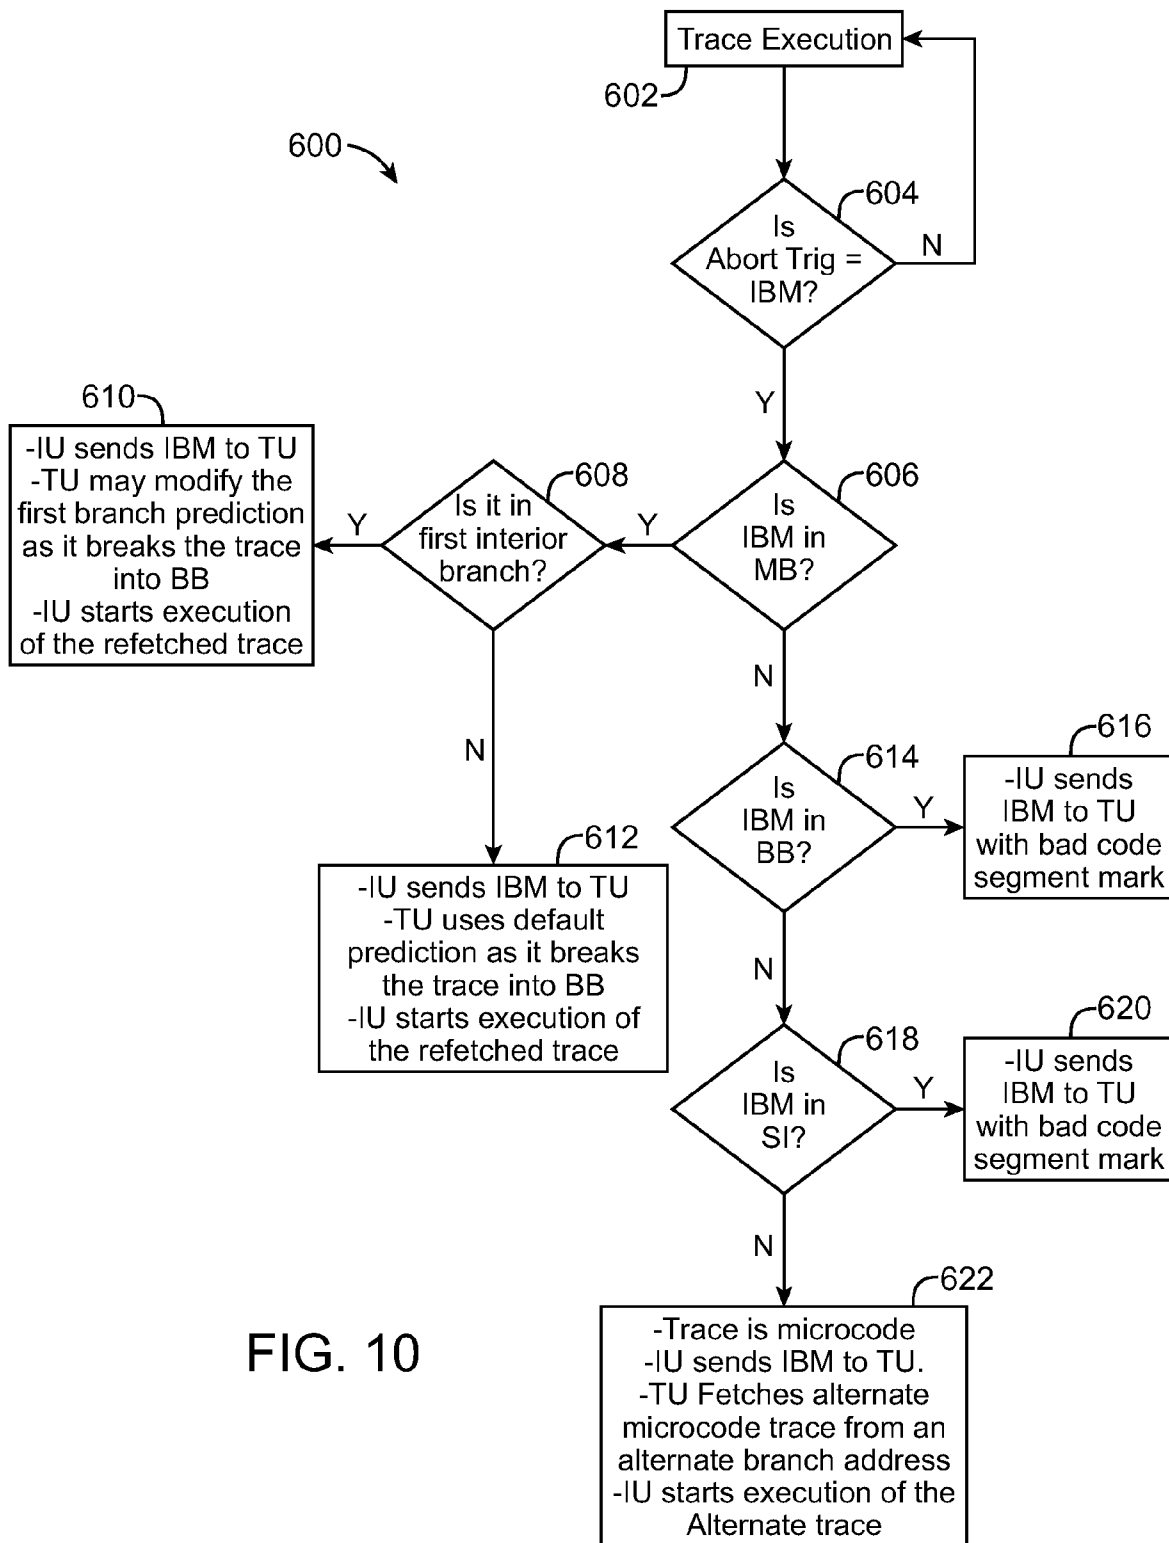 Trace Execution
602
600
604
Is
Abort Trig =
IBM?
N
Y
610
-IU sends IBM to TU
-TU may modify the
first branch prediction
as it breaks the trace
into BB
-IU starts execution
of the refetched trace
Y
608
Is it in
first interior
branch?
Y
606
Is
IBM in
MB?
N
N
614
Is
IBM in
BB?
Y
616
-IU sends
IBM to TU
with bad code
segment mark
612
-IU sends IBM to TU
-TU uses default
prediction as it breaks
the trace into BB
-IU starts execution of
the refetched trace
N
618
Is
IBM in
SI?
Y
620
-IU sends
IBM to TU
with bad code
segment mark
N
622
-Trace is microcode
-IU sends IBM to TU.
-TU Fetches alternate
microcode trace from an
alternate branch address
-IU starts execution of the
Alternate trace
FIG. 10